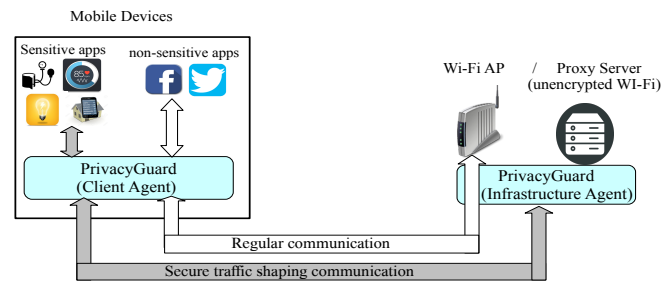 Mobile Devices
Sensitive apps
non-sensitive apps
85
Wi-Fi AP / Proxy Server
(unencrypted WI-Fi)
PrivacyGuard
(Client Agent)
PrivacyGuard
(Infrastructure Agent)
Regular communication
Secure traffic shaping communication